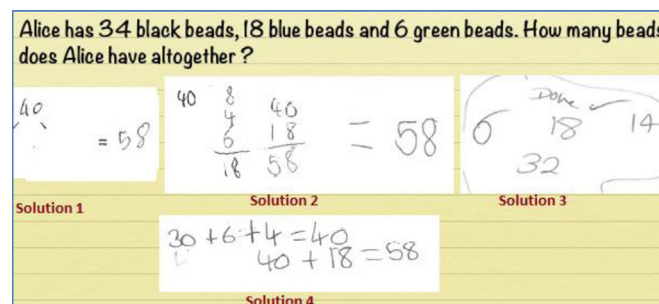 Alice has 34 black beads, 18 blue beads and 6 green beads. How many beads
does Alice have altogether ?
40
= 58
Solution 1
40 8
4 40
6 18
18 58
= 58
Solution 2
Done
6 18 14
32
Solution 3
30 + 6 + 4 = 40
40 + 18 = 58
Solution 4